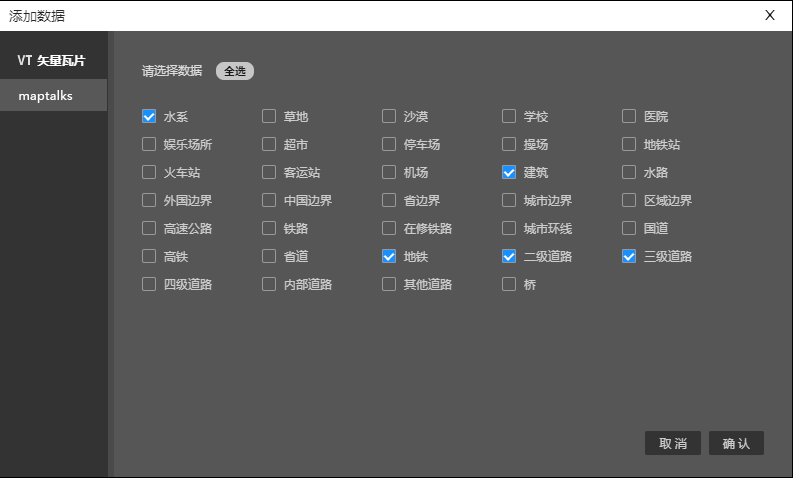 添加数据 X
VT 矢量瓦片
maptalks
请选择数据 全选
水系 草地 沙漠 学校 医院
娱乐场所 超市 停车场 操场 地铁站
火车站 客运站 机场 建筑 水路
外国边界 中国边界 省边界 城市边界 区域边界
高速公路 铁路 在修铁路 城市环线 国道
高铁 省道 地铁 二级道路 三级道路
四级道路 内部道路 其他道路 桥
取消 确认